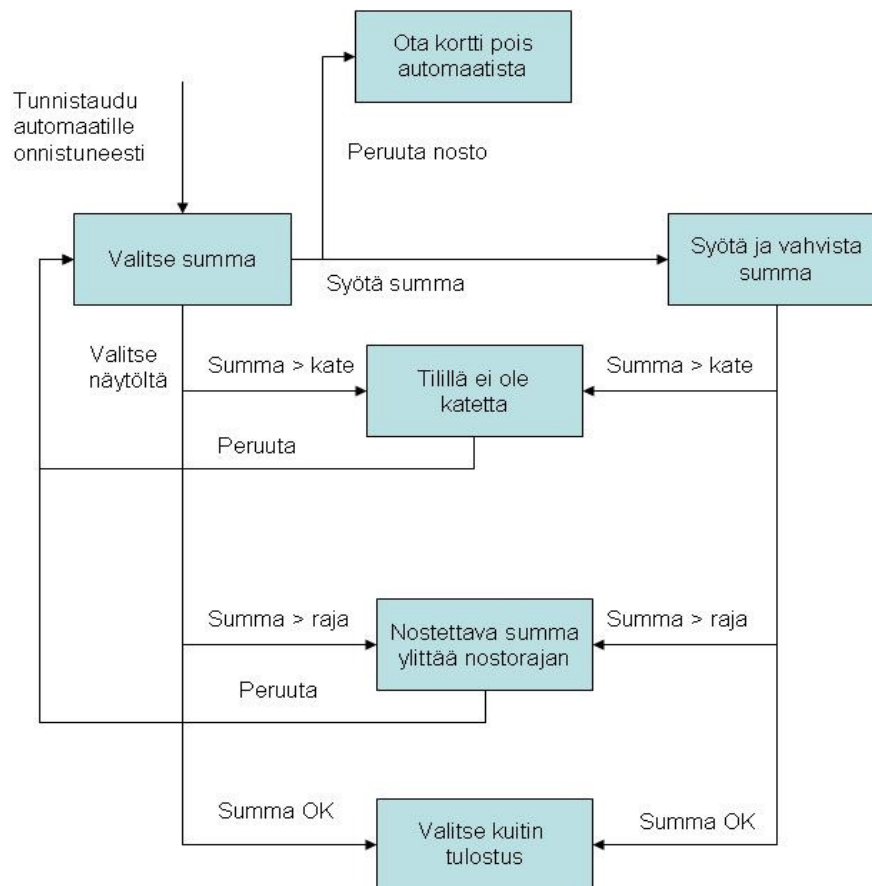 Ota kortti pois
automaatista
Tunnistaudu
automaatille
onnistuneesti
Peruuta nosto
Valitse summa
Syötä summa
Syötä ja vahvista
summa
Valitse
näytöltä
Summa > kate
Tilillä ei ole
katetta
Summa > kate
Peruuta
Summa > raja
Nostettava summa
ylittää nostorajan
Summa > raja
Peruuta
Summa OK
Valitse kuitin
tulostus
Summa OK